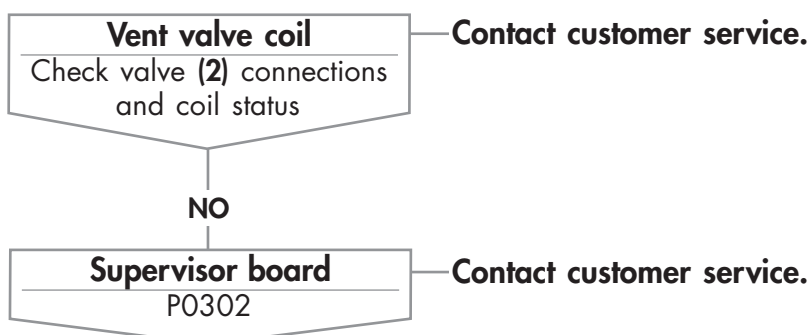 Vent valve coil
Contact customer service.
Check valve (2) connections
and coil status
NO
Supervisor board
Contact customer service.
P0302